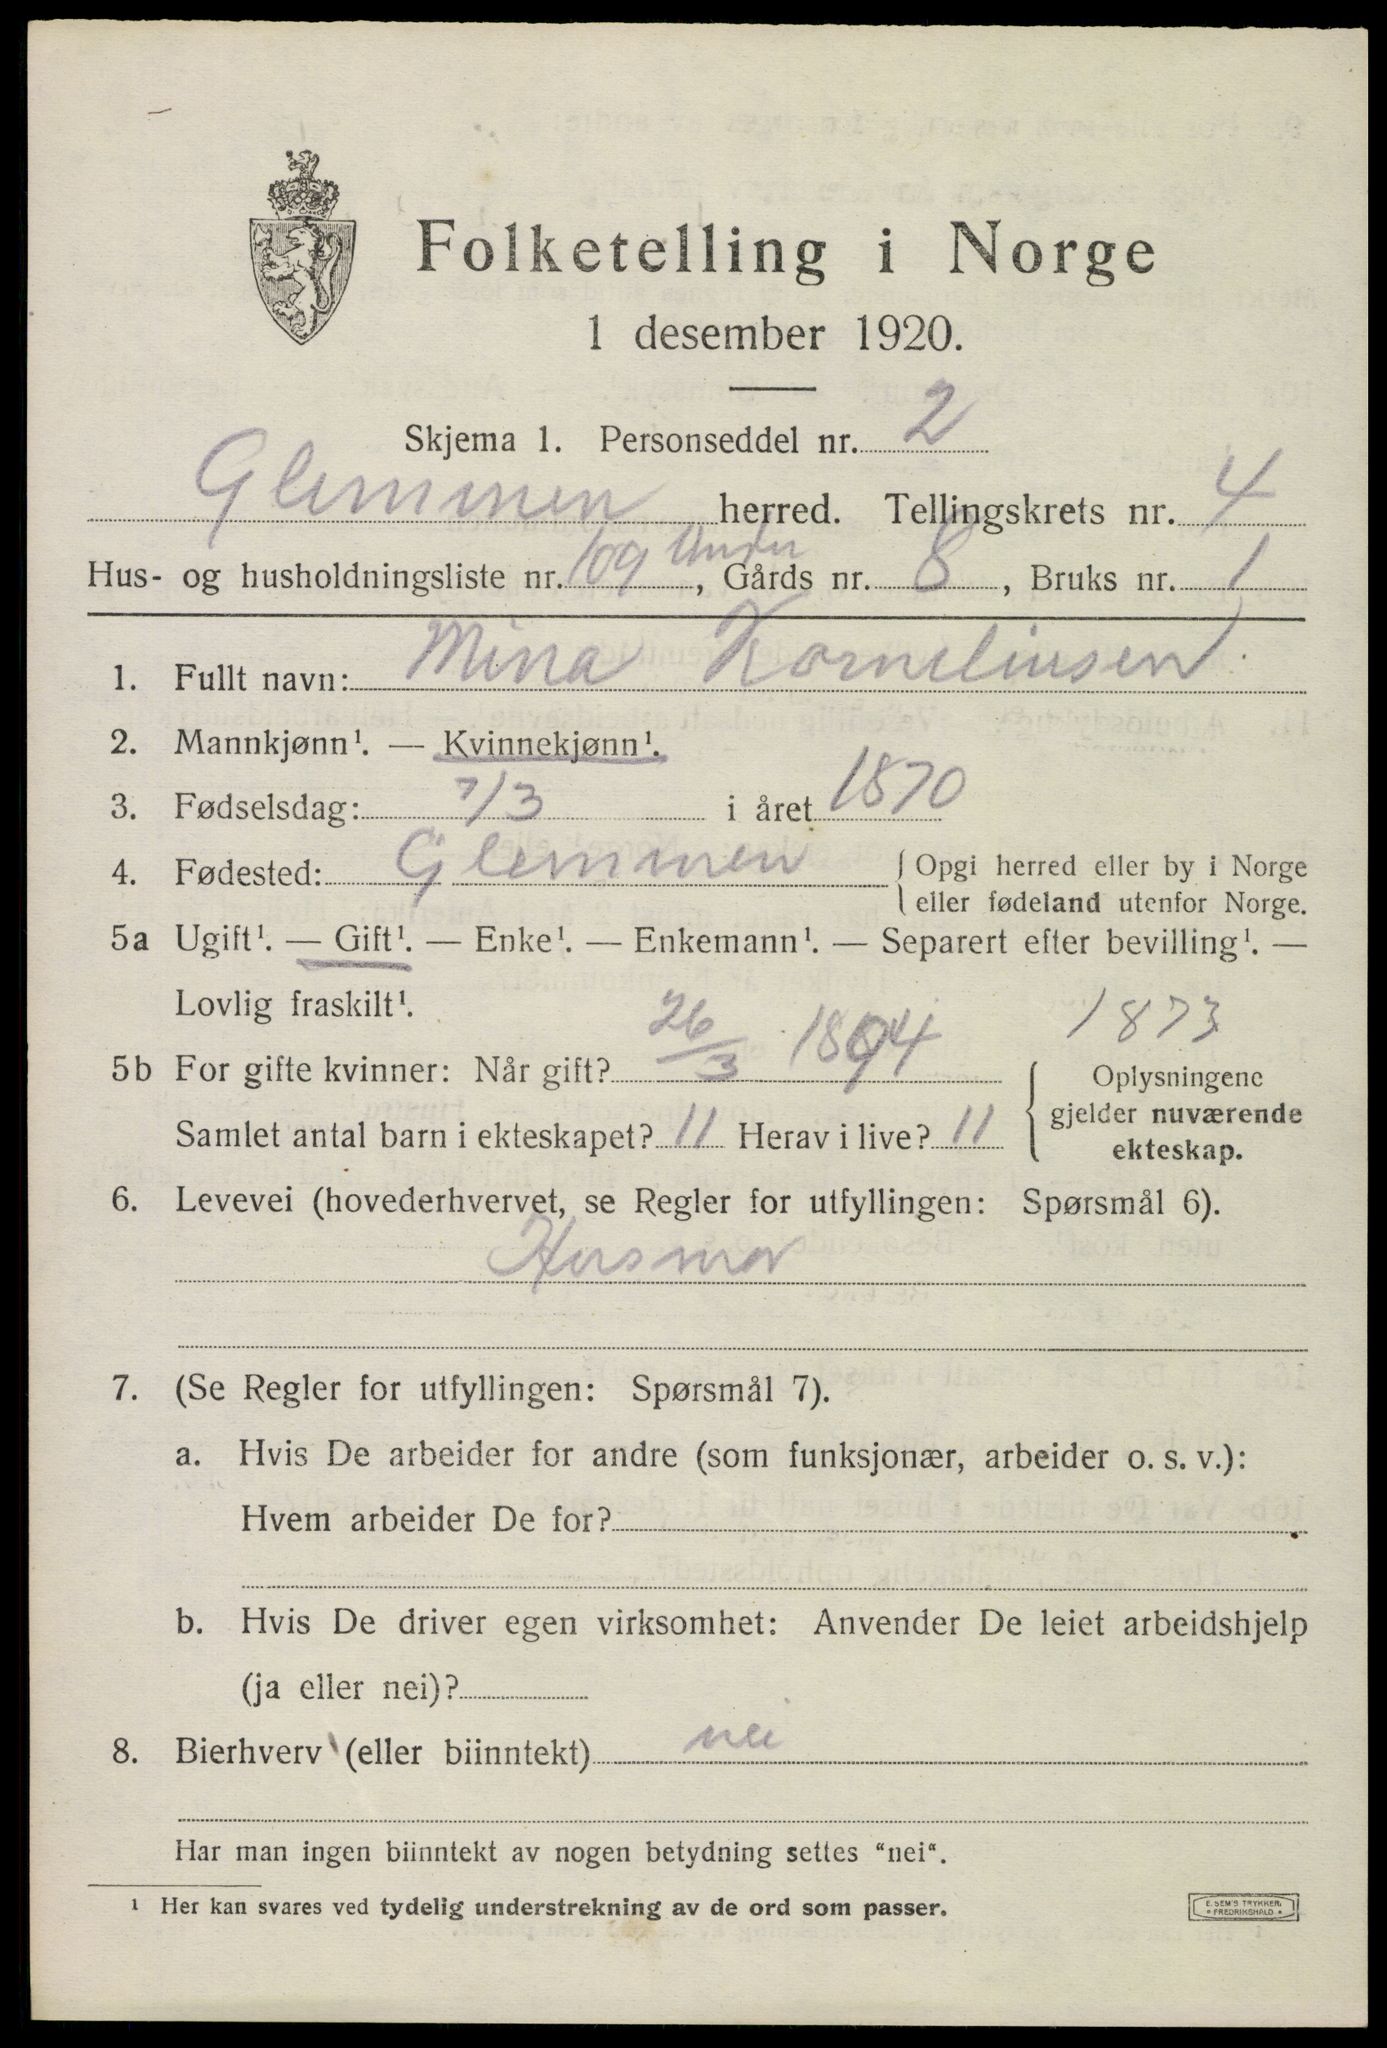 Folketelling i Norge
1 desember 1920.
Skjema 1. Personseddel nr. 2
Glemmen herred. Tellingskrets nr. 4
Hus- og husholdningsliste nr. 109, Gårds nr. 8, Bruks nr. 1
1. Fullt navn: Mina Korneliusen
2. Mannkjønn¹. — Kvinnekjønn¹.
3. Fødselsdag: 7/3 i året 1870
4. Fødested: Glemmen { Opgi herred eller by i Norge
eller fødeland utenfor Norge.
5a Ugift¹. — Gift¹. — Enke¹. — Enkemann¹. — Separert efter bevilling¹. —
Lovlig fraskilt¹.
1873
5b For gifte kvinner: Når gift? 26/3 1894
Samlet antal barn i ekteskapet? 11 Herav i live? 11
{ Oplysningene
gjelder nuværende
ekteskap.
6. Levevei (hovederhvervet, se Regler for utfyllingen: Spørsmål 6).
Husmor
7. (Se Regler for utfyllingen: Spørsmål 7).
a. Hvis De arbeider for andre (som funksjonær, arbeider o. s. v.):
Hvem arbeider De for?
b. Hvis De driver egen virksomhet: Anvender De leiet arbeidshjelp
(ja eller nei)?
8. Bierhverv (eller biinntekt) nei
Har man ingen biinntekt av nogen betydning settes "nei".
¹ Her kan svares ved tydelig understrekning av de ord som passer.
E. SEM'S TRYKKERI
FREDRIKSHALD